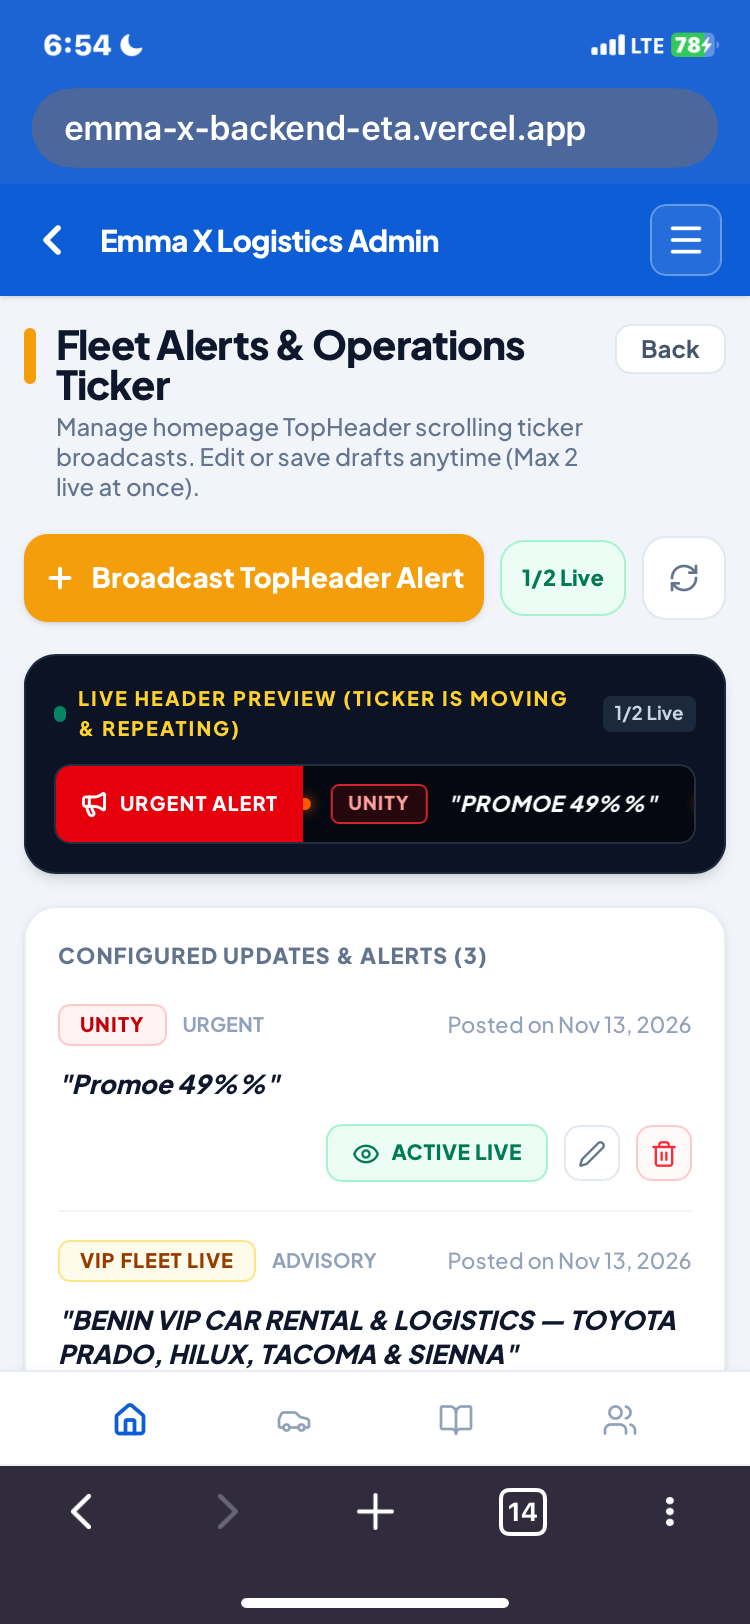 6:54
LTE
78
emma-x-backend-eta.vercel.app
Emma X Logistics Admin
Fleet Alerts & Operations
Ticker
Back
Manage homepage TopHeader scrolling ticker
broadcasts. Edit or save drafts anytime (Max 2
live at once).
+ Broadcast TopHeader Alert
1/2 Live
LIVE HEADER PREVIEW (TICKER IS MOVING
& REPEATING)
1/2 Live
URGENT ALERT
UNITY
"PROMOE 49%%"
CONFIGURED UPDATES & ALERTS (3)
UNITY
URGENT
Posted on Nov 13, 2026
"Promoe 49%%"
ACTIVE LIVE
VIP FLEET LIVE
ADVISORY
Posted on Nov 13, 2026
"BENIN VIP CAR RENTAL & LOGISTICS — TOYOTA
PRADO, HILUX, TACOMA & SIENNA"
14